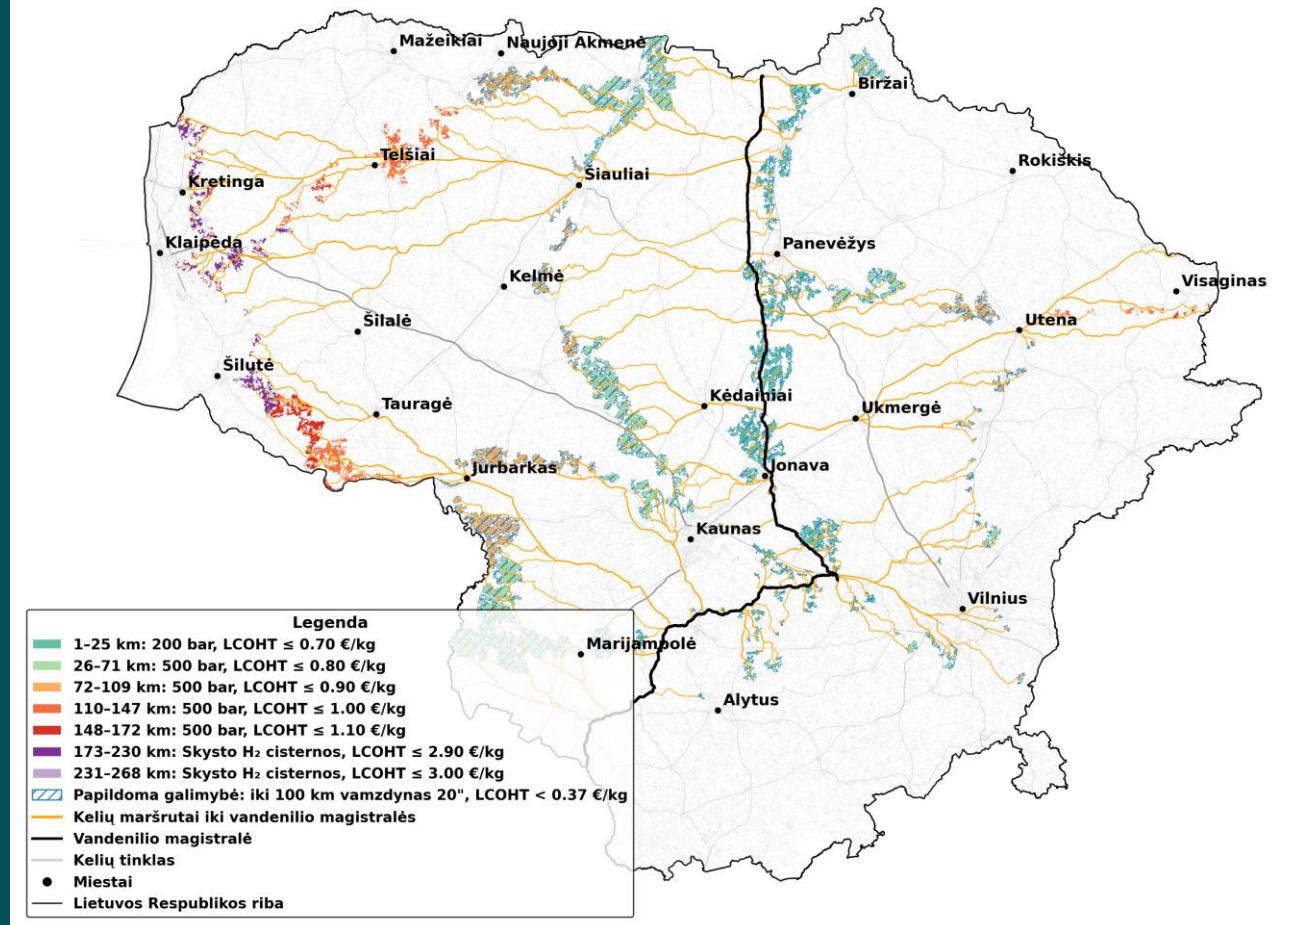 Mažeikiai
Naujoji Akmenė
Biržai
Telšiai
Rokiškis
Kretinga
Šiauliai
Klaipėda
Panevėžys
Kelmė
Visaginas
Šilalė
Utena
Šilutė
Tauragė
Kėdainiai
Ukmergė
Jurbarkas
Jonava
Kaunas
Vilnius
Marijampolė
Alytus
Legenda
1–25 km: 200 bar, LCOHT ≤ 0.70 €/kg
26–71 km: 500 bar, LCOHT ≤ 0.80 €/kg
72–109 km: 500 bar, LCOHT ≤ 0.90 €/kg
110–147 km: 500 bar, LCOHT ≤ 1.00 €/kg
148–172 km: 500 bar, LCOHT ≤ 1.10 €/kg
173–230 km: Skysto H₂ cisternos, LCOHT ≤ 2.90 €/kg
231–268 km: Skysto H₂ cisternos, LCOHT ≤ 3.00 €/kg
Papildoma galimybė: iki 100 km vamzdynas 20", LCOHT < 0.37 €/kg
Kelių maršrutai iki vandenilio magistralės
Vandenilio magistralė
Kelių tinklas
Miestai
Lietuvos Respublikos riba